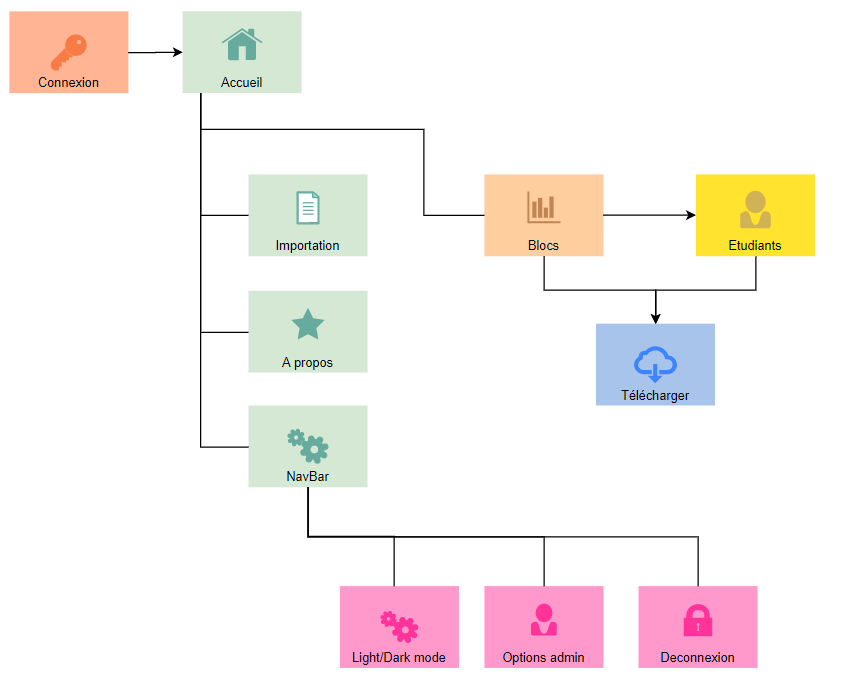 Connexion
Accueil
Importation
Blocs
Etudiants
A propos
Télécharger
NavBar
Light/Dark mode
Options admin
Deconnexion